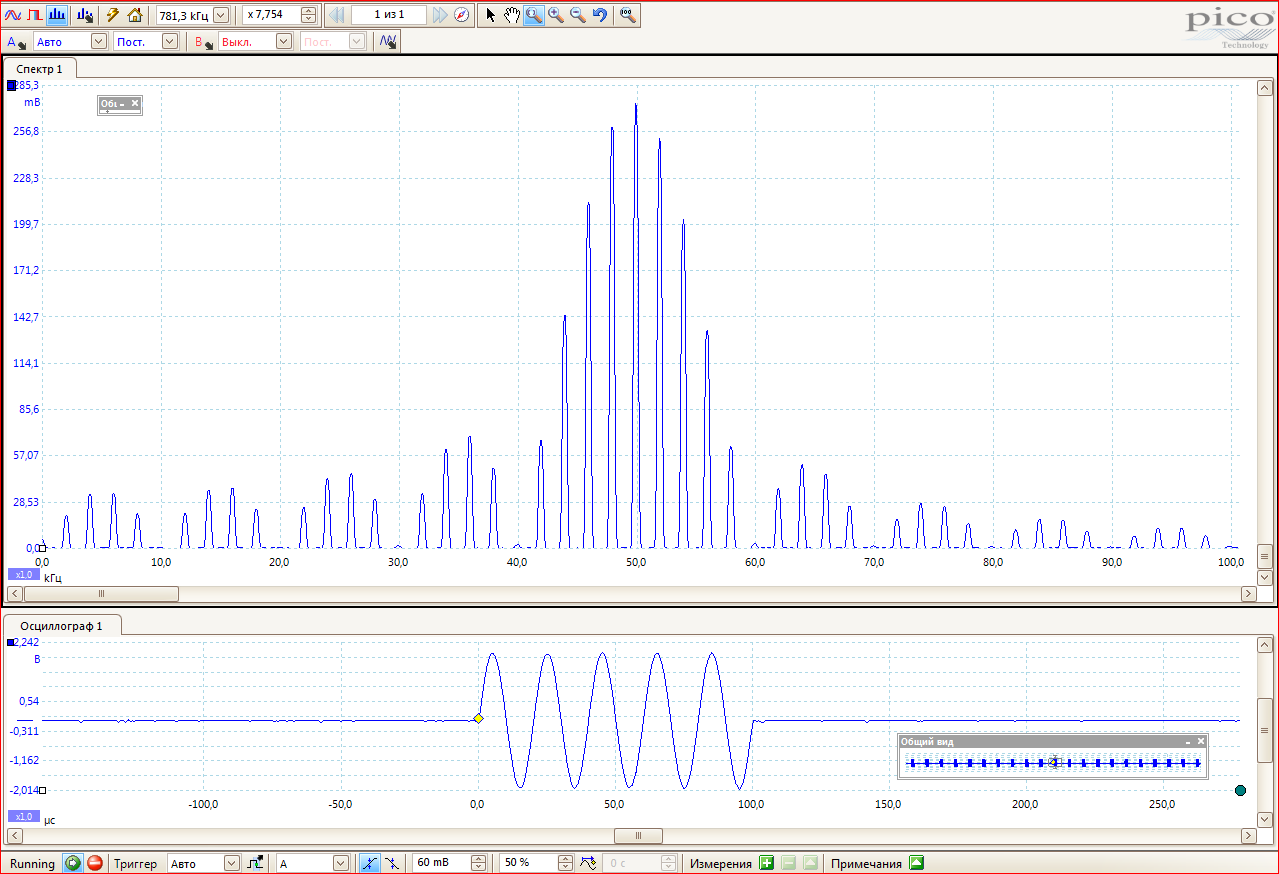 781,3 кГц x 7,754 1 из 1
pico
Technology
A Авто Пост. B Выкл. Пост.
Спектр 1
285,3
mВ
256,8
228,3
199,7
171,2
142,7
114,1
85,6
57,07
28,53
0,0
0,0 10,0 20,0 30,0 40,0 50,0 60,0 70,0 80,0 90,0 100,0
x1,0 кГц
Осциллограф 1
2,242
В
0,54
-0,311
-1,162
-2,014
Общий вид
-100,0 -50,0 0,0 50,0 100,0 150,0 200,0 250,0
x1,0 µс
Running Триггер Авто A 60 mВ 50 % 0 с Измерения Примечания